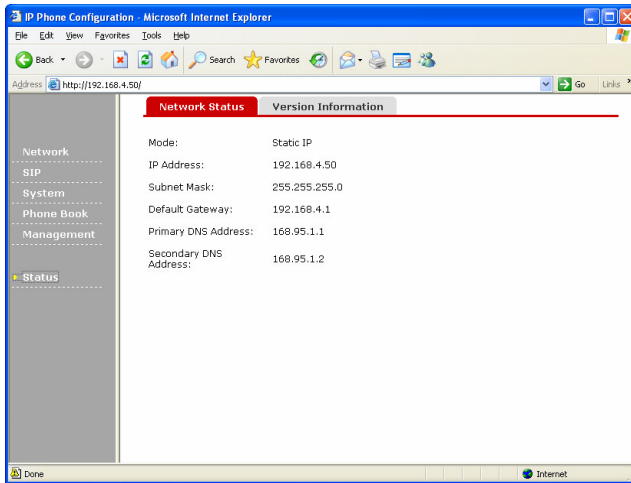 IP Phone Configuration - Microsoft Internet Explorer
File Edit View Favorites Tools Help
Back Search Favorites
Address http://192.168.4.50/ Go Links »
Network Status Version Information
Network
SIP
System
Phone Book
Management
Status
Mode: Static IP
IP Address: 192.168.4.50
Subnet Mask: 255.255.255.0
Default Gateway: 192.168.4.1
Primary DNS Address: 168.95.1.1
Secondary DNS
Address: 168.95.1.2
Done Internet